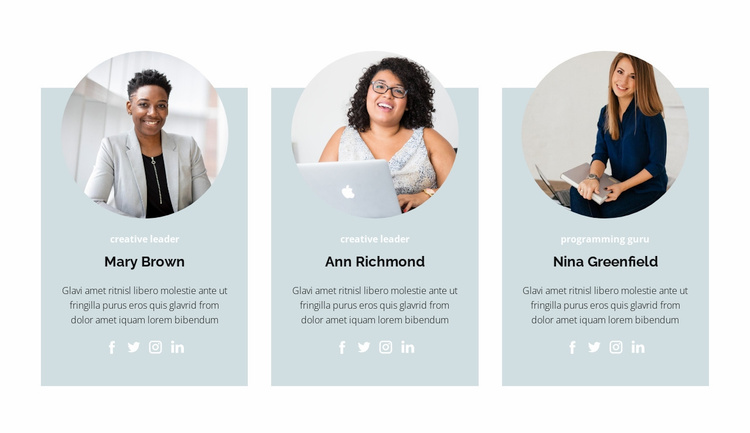 creative leader
Mary Brown
Glavi amet ritnisl libero molestie ante ut
fringilla purus eros quis glavrid from
dolor amet iquam lorem bibendum
creative leader
Ann Richmond
Glavi amet ritnisl libero molestie ante ut
fringilla purus eros quis glavrid from
dolor amet iquam lorem bibendum
programming guru
Nina Greenfield
Glavi amet ritnisl libero molestie ante ut
fringilla purus eros quis glavrid from
dolor amet iquam lorem bibendum